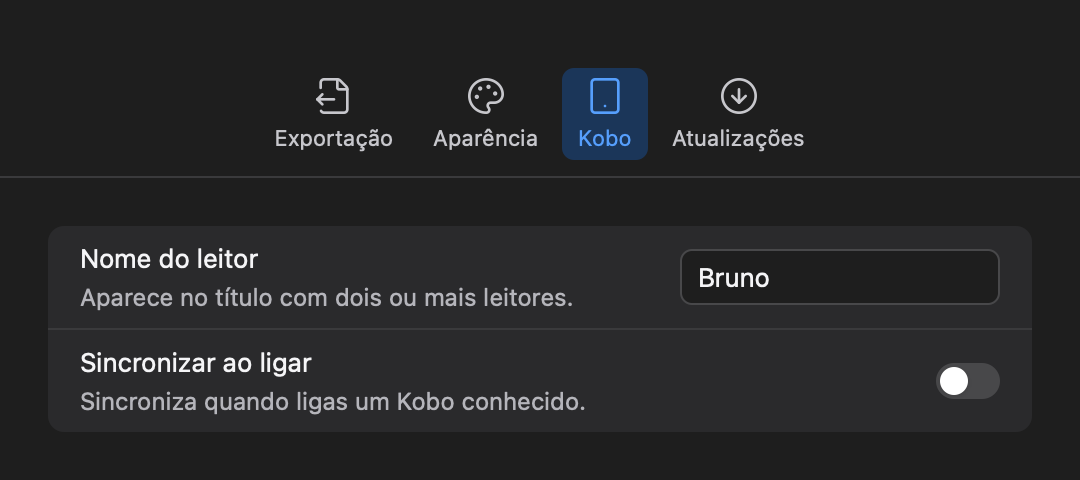 Exportação
Aparência
Kobo
Atualizações
Nome do leitor
Aparece no título com dois ou mais leitores.
Bruno
Sincronizar ao ligar
Sincroniza quando ligas um Kobo conhecido.